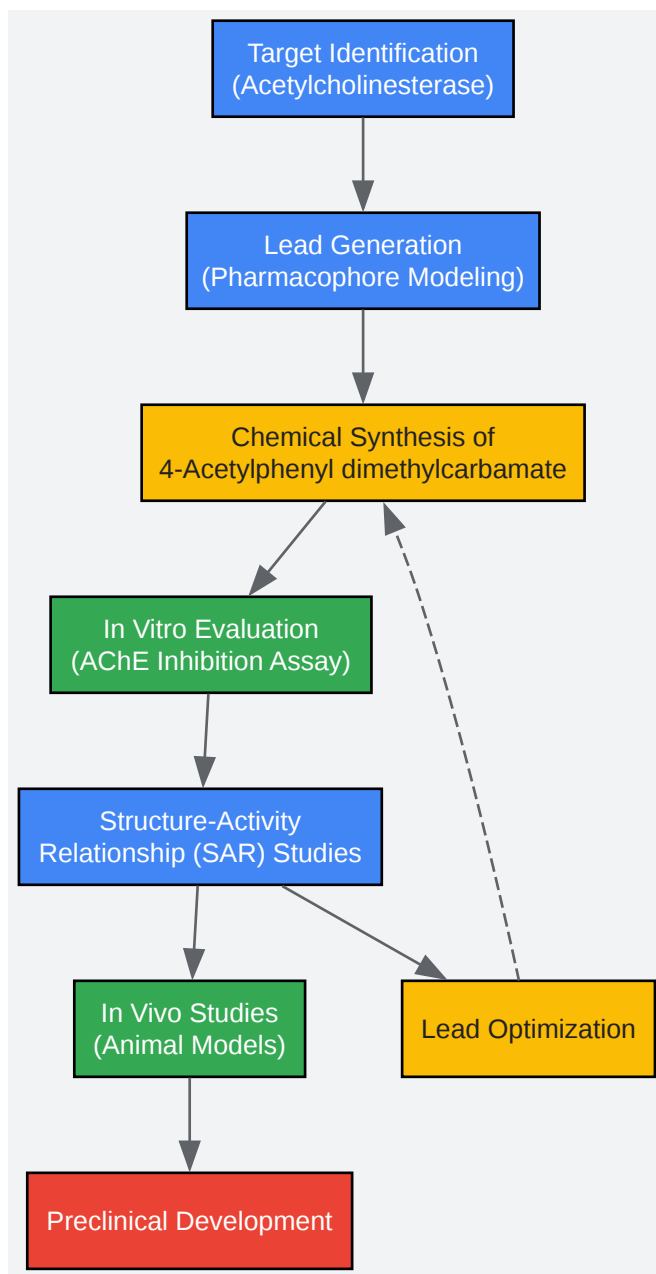 Target Identification
(Acetylcholinesterase)
Lead Generation
(Pharmacophore Modeling)
Chemical Synthesis of
4-Acetylphenyl dimethylcarbamate
In Vitro Evaluation
(AChE Inhibition Assay)
Structure-Activity
Relationship (SAR) Studies
In Vivo Studies
(Animal Models)
Lead Optimization
Preclinical Development